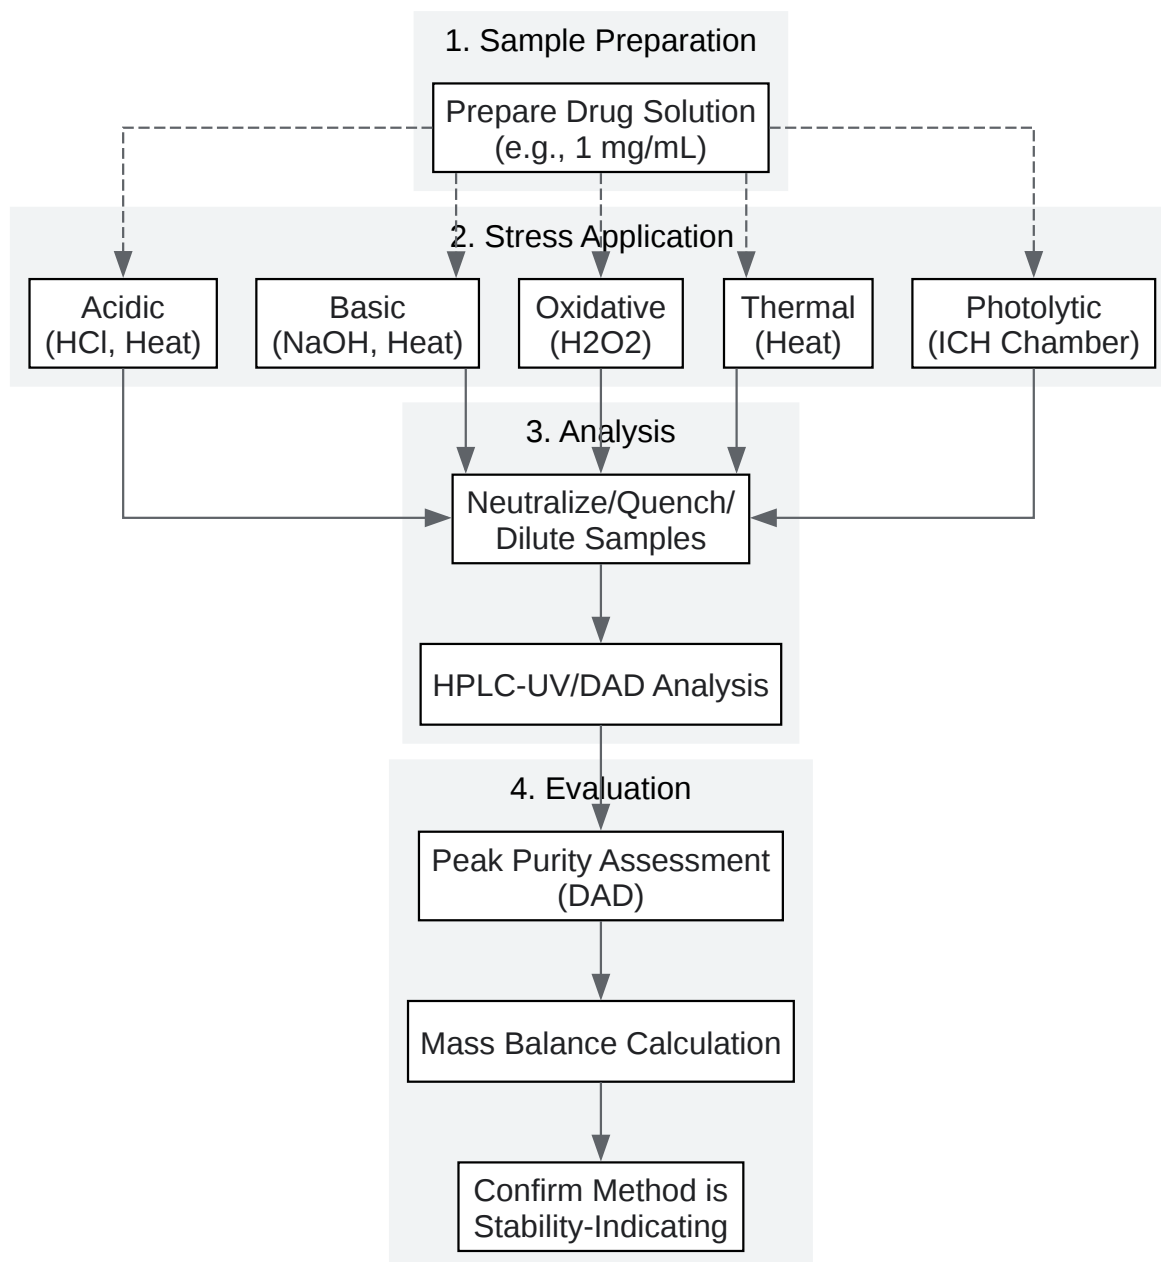 1. Sample Preparation
Prepare Drug Solution
(e.g., 1 mg/mL)
2. Stress Application
Acidic
(HCl, Heat)
Basic
(NaOH, Heat)
Oxidative
(H2O2)
Thermal
(Heat)
Photolytic
(ICH Chamber)
3. Analysis
Neutralize/Quench/
Dilute Samples
HPLC-UV/DAD Analysis
4. Evaluation
Peak Purity Assessment
(DAD)
Mass Balance Calculation
Confirm Method is
Stability-Indicating